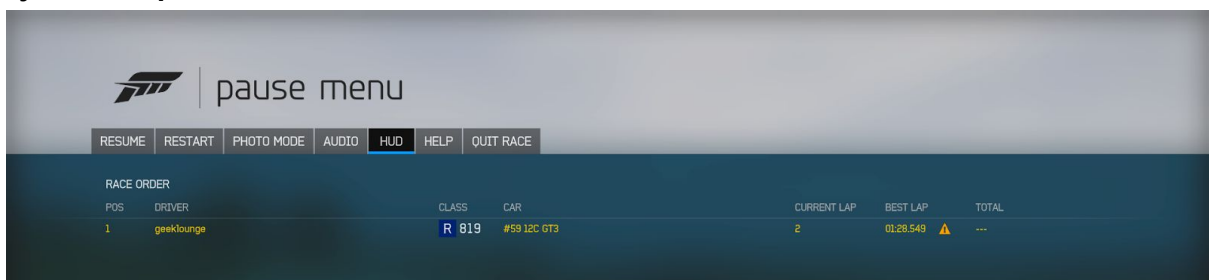 pause menu
RESUME RESTART PHOTO MODE AUDIO HUD HELP QUIT RACE
RACE ORDER
POS DRIVER CLASS CAR CURRENT LAP BEST LAP TOTAL
1 geeklounge R 819 #59 12C GT3 2 01:28.549 ---